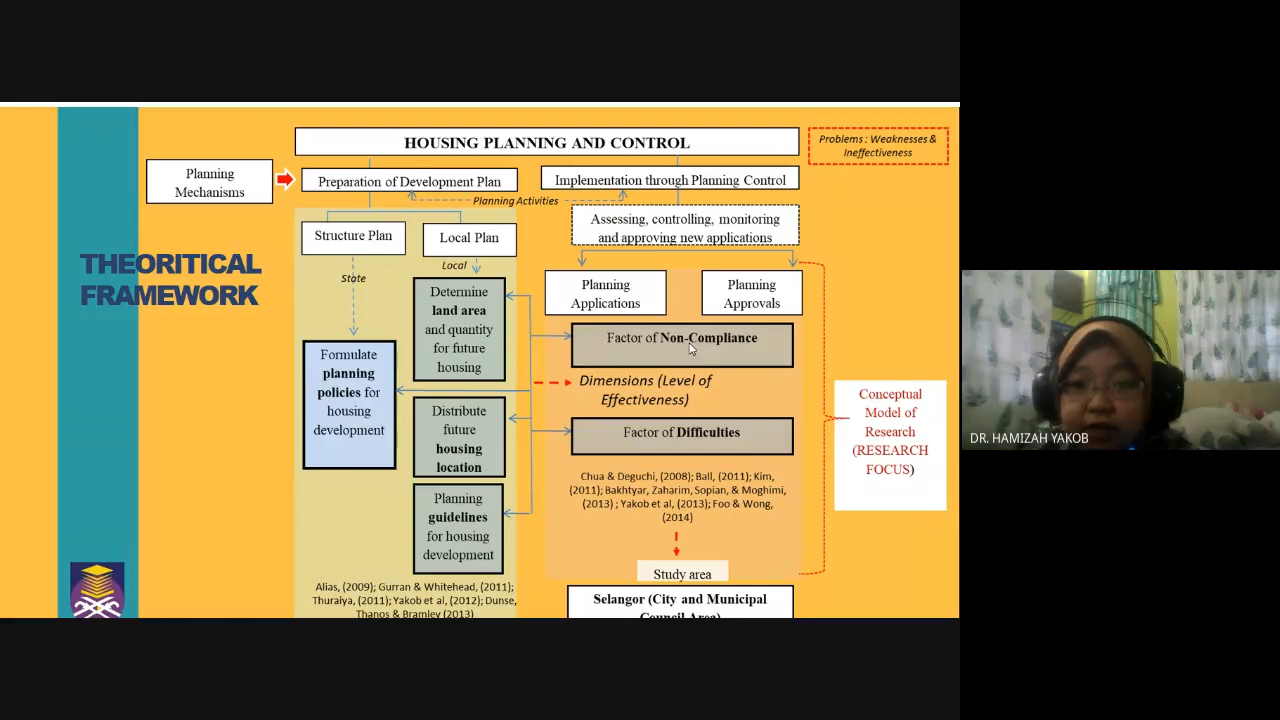 HOUSING PLANNING AND CONTROL
Problems : Weaknesses &
Ineffectiveness
Planning
Mechanisms
Preparation of Development Plan
Implementation through Planning Control
Planning Activities
Assessing, controlling, monitoring
and approving new applications
Structure Plan
Local Plan
State
Local
THEORITICAL
FRAMEWORK
Planning
Applications
Planning
Approvals
Determine
land area
and quantity
for future
housing
Formulate
planning
policies for
housing
development
Distribute
future
housing
location
Planning
guidelines
for housing
development
Factor of Non-Compliance
Dimensions (Level of
Effectiveness)
Factor of Difficulties
Chua & Deguchi, (2008); Ball, (2011); Kim,
(2011); Bakhtyar, Zaharim, Sopian, & Moghimi,
(2013) ; Yakob et al, (2013); Foo & Wong,
(2014)
Conceptual
Model of
Research
(RESEARCH
FOCUS)
Alias, (2009); Gurran & Whitehead, (2011);
Thuraiya, (2011); Yakob et al, (2012); Dunse,
Thanos & Bramley (2013)
Study area
Selangor (City and Municipal
Council Area)
DR. HAMIZAH YAKOB